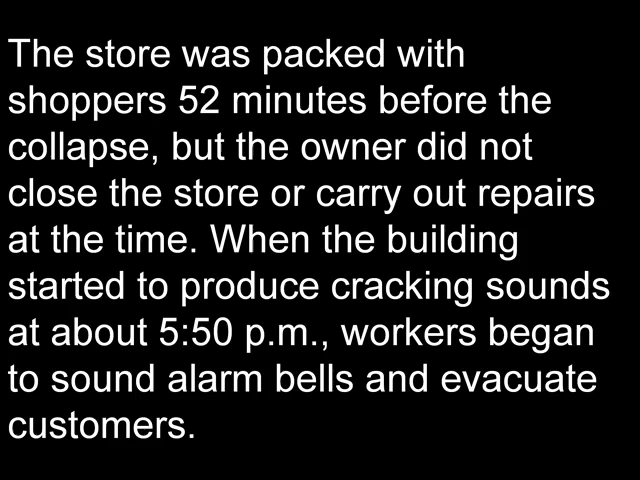 The store was packed with
shoppers 52 minutes before the
collapse, but the owner did not
close the store or carry out repairs
at the time. When the building
started to produce cracking sounds
at about 5:50 p.m., workers began
to sound alarm bells and evacuate
customers.